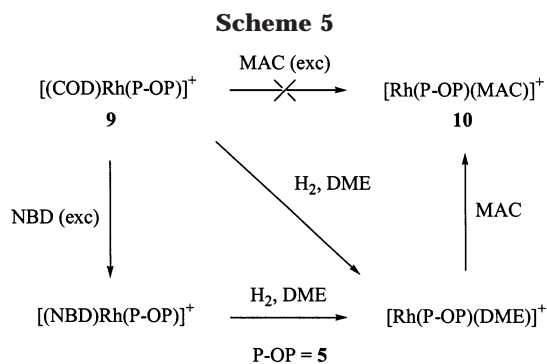 Scheme 5
MAC (exc)
[(COD)Rh(P-OP)]⁺
[Rh(P-OP)(MAC)]⁺
9
10
H₂, DME
NBD (exc)
MAC
H₂, DME
[(NBD)Rh(P-OP)]⁺
[Rh(P-OP)(DME)]⁺
P-OP = 5